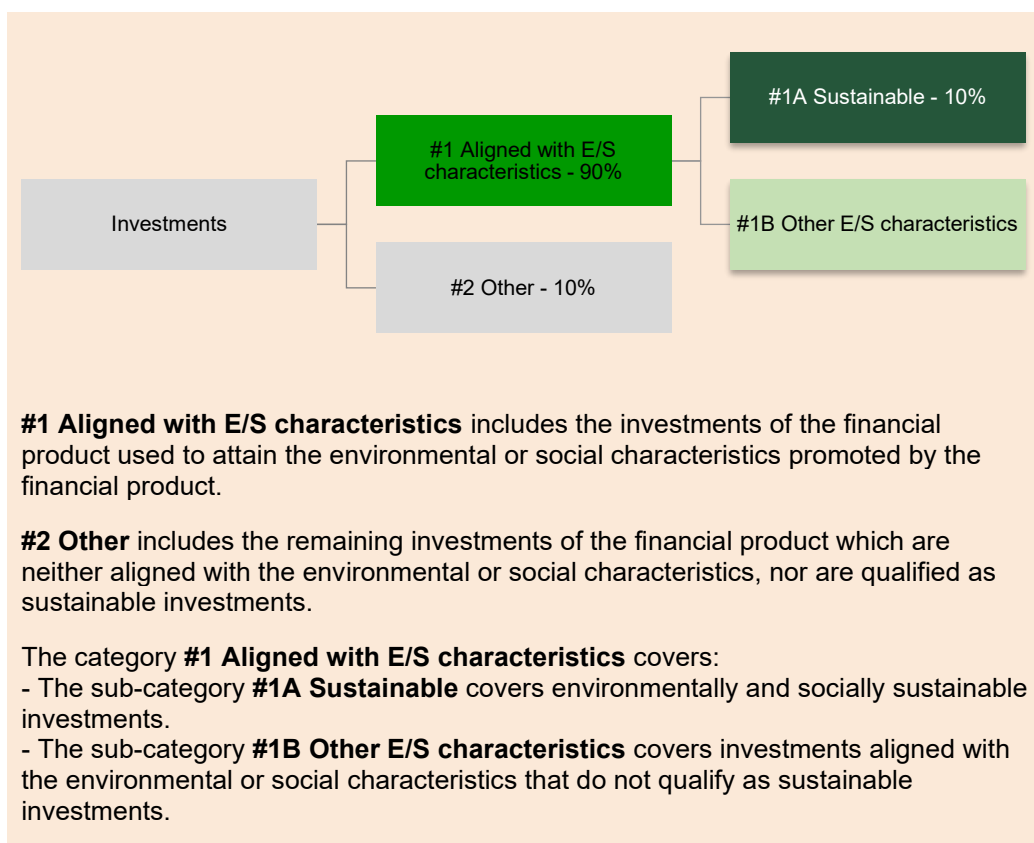 #1A Sustainable - 10%
#1 Aligned with E/S
characteristics - 90%
Investments
#1B Other E/S characteristics
#2 Other - 10%
#1 Aligned with E/S characteristics includes the investments of the financial
product used to attain the environmental or social characteristics promoted by the
financial product.
#2 Other includes the remaining investments of the financial product which are
neither aligned with the environmental or social characteristics, nor are qualified as
sustainable investments.
The category #1 Aligned with E/S characteristics covers:
- The sub-category #1A Sustainable covers environmentally and socially sustainable
investments.
- The sub-category #1B Other E/S characteristics covers investments aligned with
the environmental or social characteristics that do not qualify as sustainable
investments.